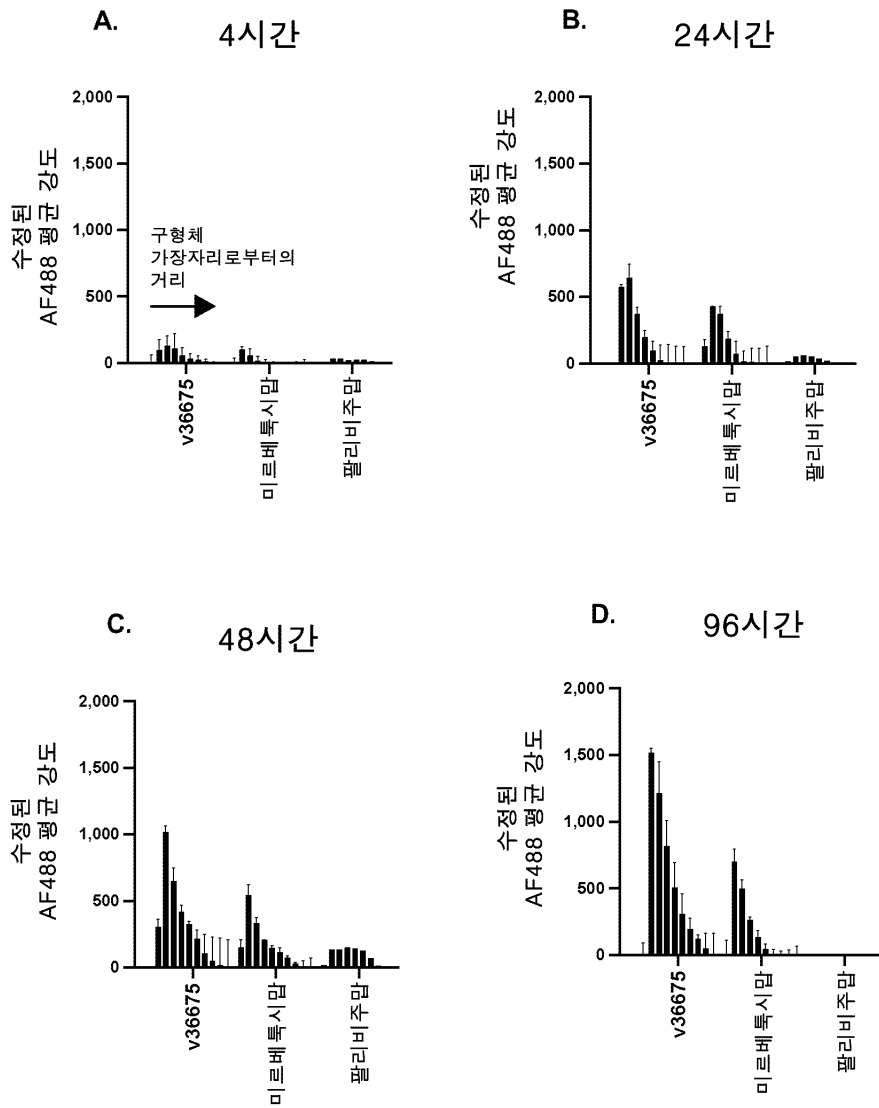 A.
4시간
수정된
AF488 평균 강도
2,000
1,500
1,000
500
0
구형체
가장자리로부터의
거리
v36675
미르베툭시맙
팔리비주맙
B.
24시간
수정된
AF488 평균 강도
2,000
1,500
1,000
500
0
v36675
미르베툭시맙
팔리비주맙
C.
48시간
수정된
AF488 평균 강도
2,000
1,500
1,000
500
0
v36675
미르베툭시맙
팔리비주맙
D.
96시간
수정된
AF488 평균 강도
2,000
1,500
1,000
500
0
v36675
미르베툭시맙
팔리비주맙